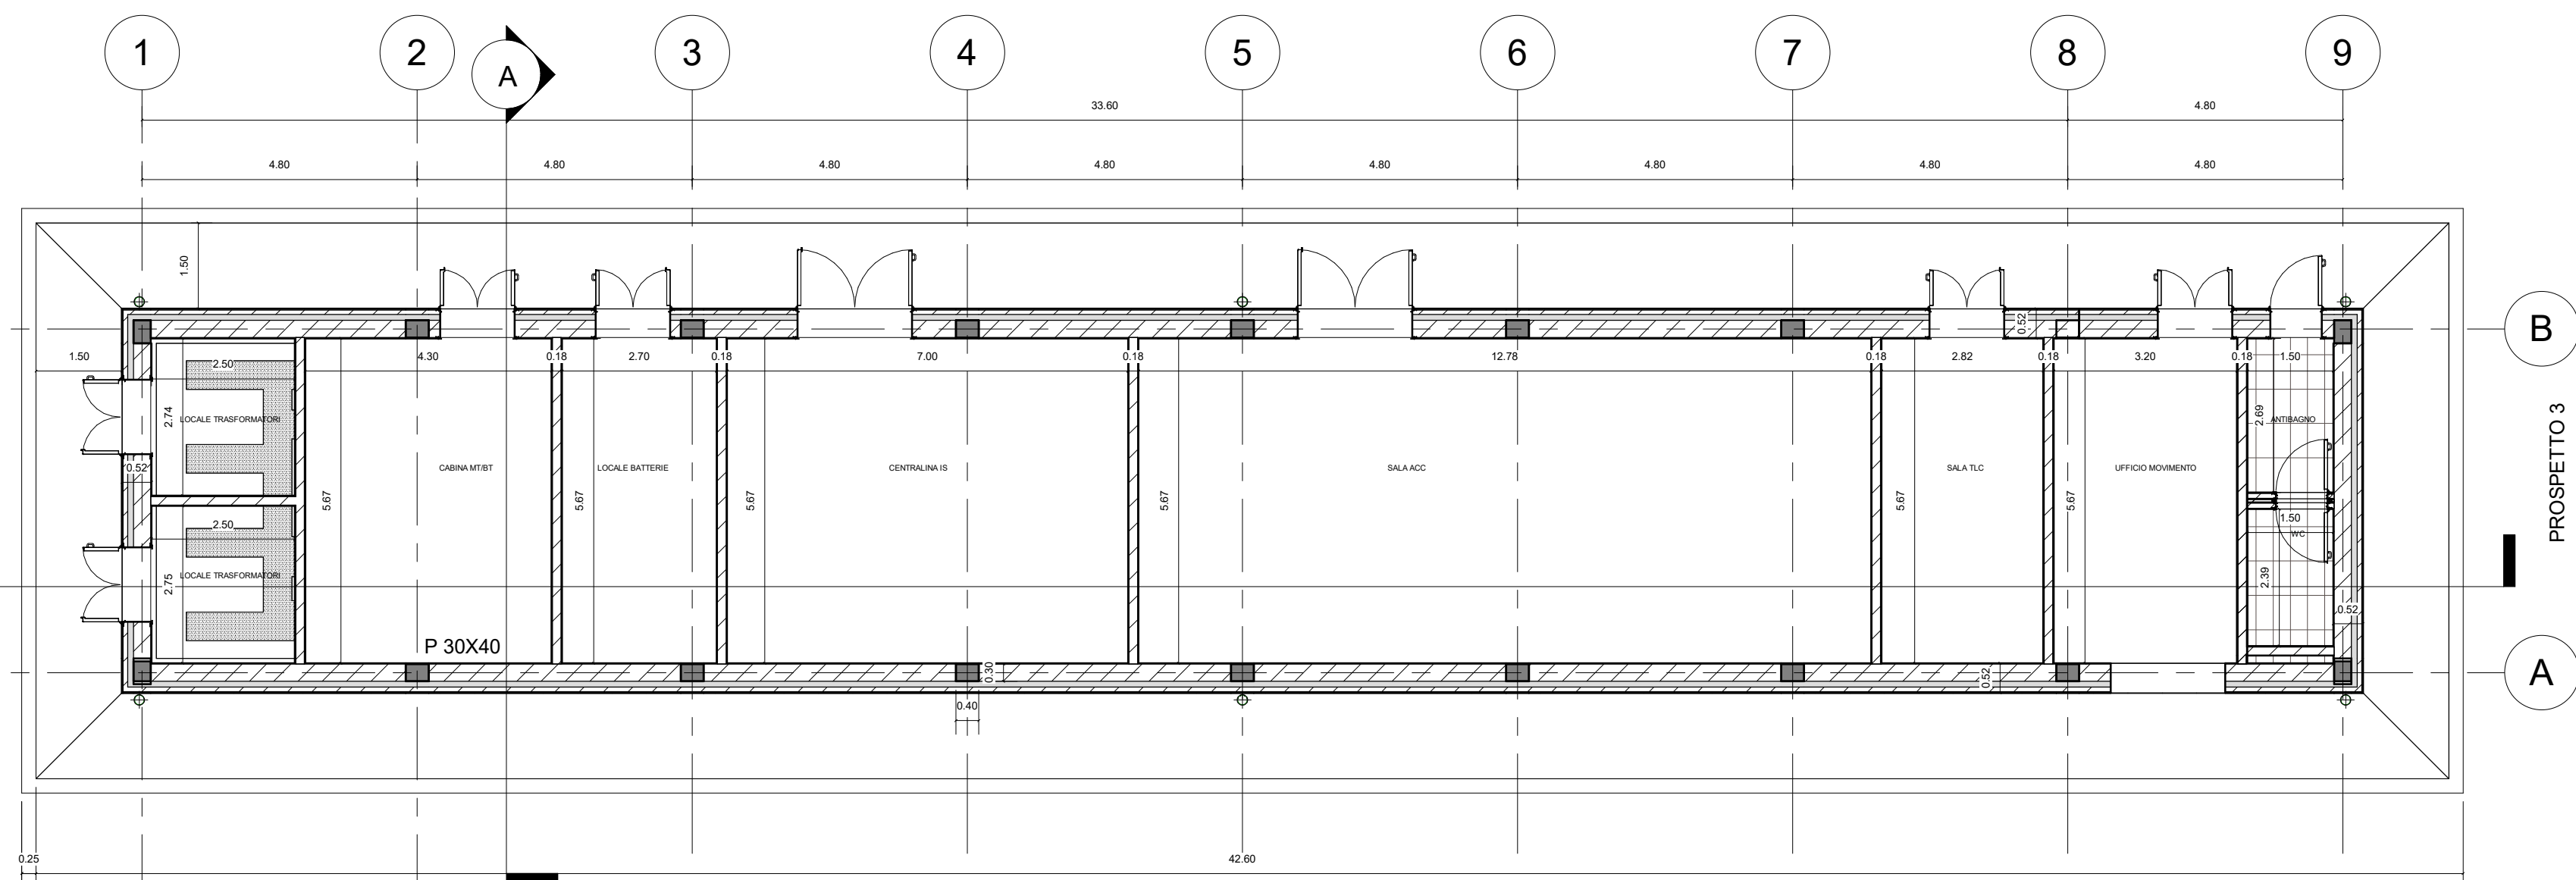 1 2 3 4 5 6 7 8 9
A
33.60 4.80
4.80 4.80 4.80 4.80 4.80 4.80 4.80 4.80
1.50
B
1.50 4.30 0.18 2.70 0.18 7.00 0.18 12.78 0.18 2.82 0.18 3.20 0.18 1.50
0.52
2.50
2.74
LOCALE TRASFORMATORI
0.52
CABINA MT/BT
LOCALE BATTERIE
CENTRALINA IS
SALA ACC
SALA TLC
UFFICIO MOVIMENTO
ANTIBAGNO
2.69
PROSPETTO 3
5.67 5.67 5.67 5.67 5.67 5.67
2.50
2.75
LOCALE TRASFORMATORI
1.50
WC
2.39
0.52
P 30X40
0.30
0.52
A
0.40
0.25 42.60